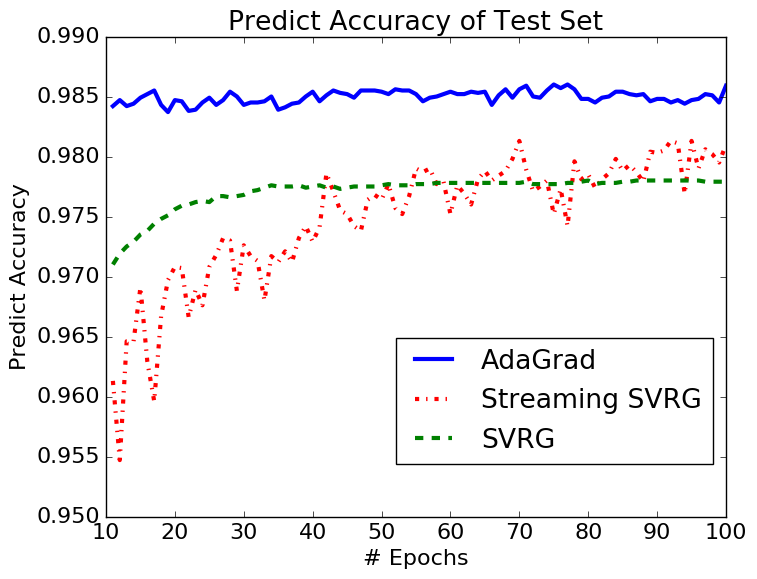 Predict Accuracy of Test Set
Predict Accuracy
0.990
0.985
0.980
0.975
0.970
0.965
0.960
0.955
0.950
AdaGrad
Streaming SVRG
SVRG
10 20 30 40 50 60 70 80 90 100
# Epochs